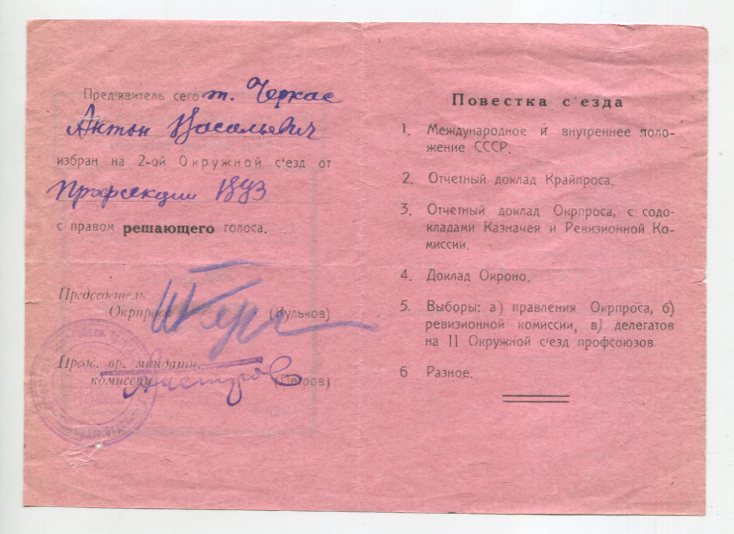 Пред'явитель сего т. Черкас
Антон Васильевич
избран на 2-ой Окружной с'езд от
Профсекции
с правом решающего голоса.
Председатель
Окрпроса (Кульков)
Пред. вр. мандатн.
комиссии
Повестка с'езда
1. Международное и внутреннее поло-
жение СССР.
2. Отчетный доклад Крайпроса.
3. Отчетный доклад Окрпроса, с содо-
кладами Казначея и Ревизионной Ко-
миссии.
4. Доклад Окроно.
5. Выборы: а) правления Окрпроса, б)
ревизионной комиссии, в) делегатов
на II Окружной с'езд профсоюзов.
6 Разное.